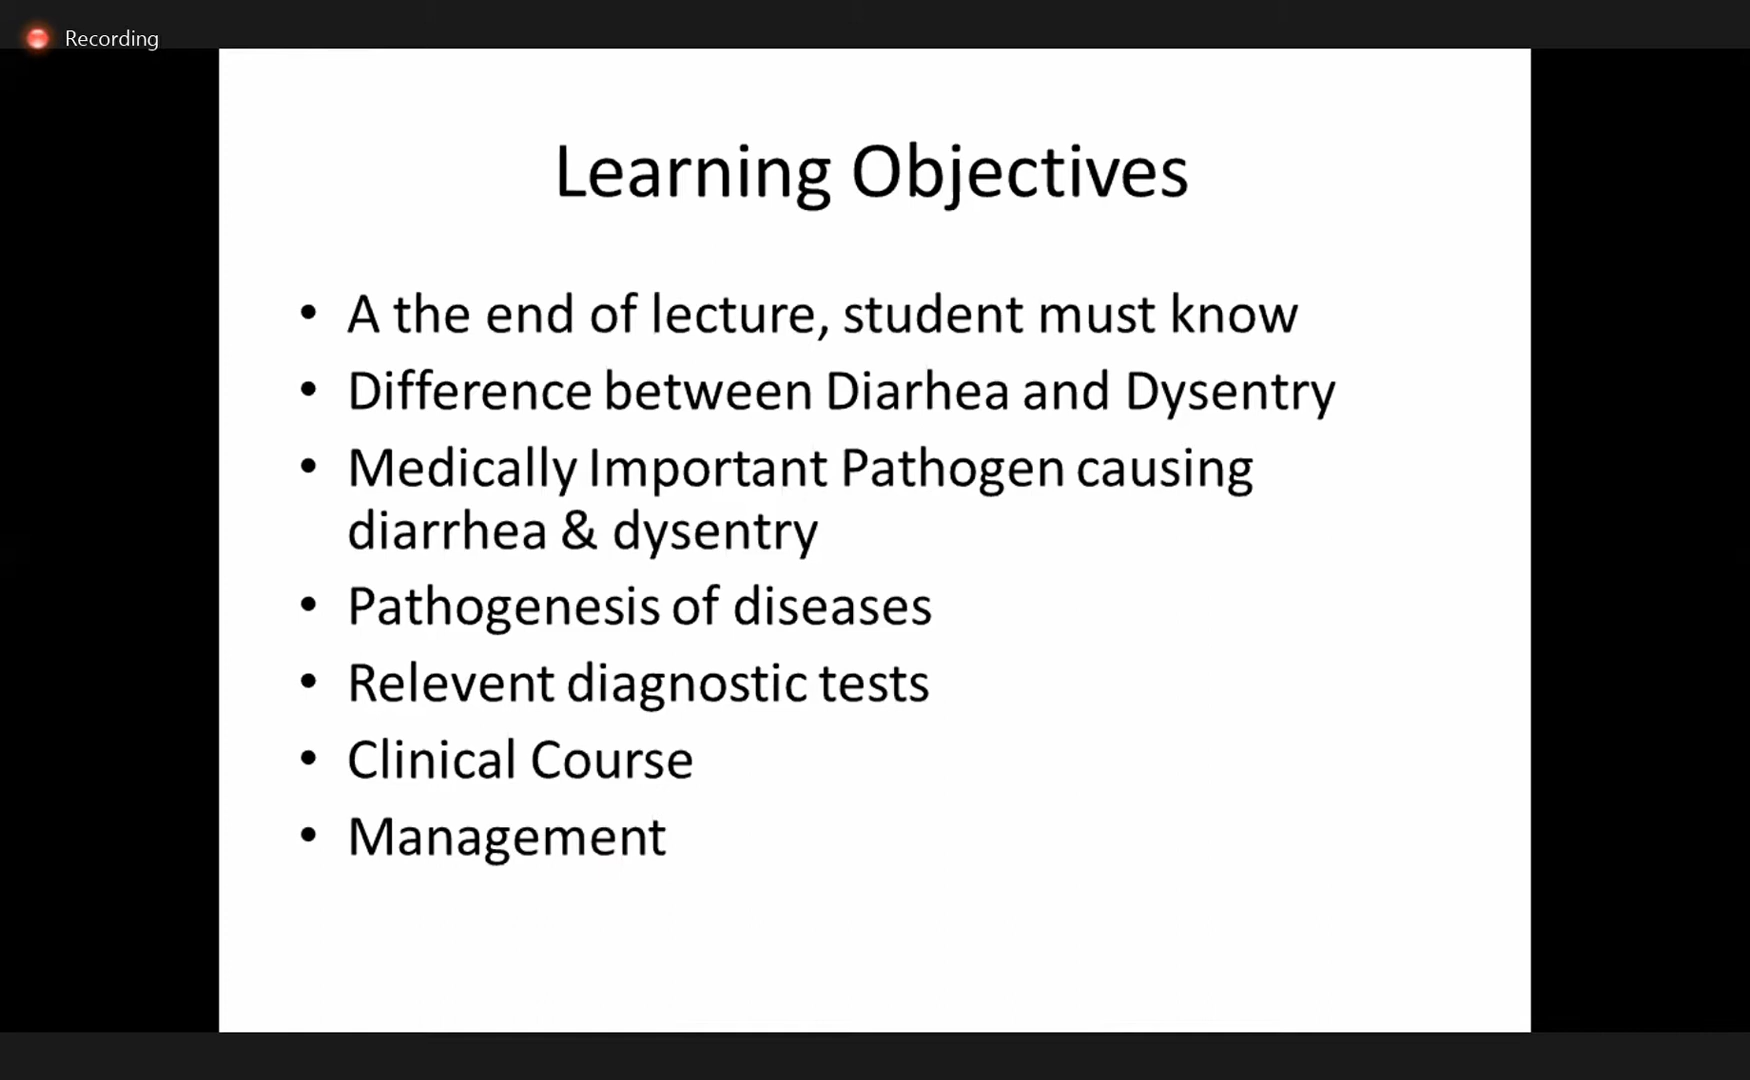 Recording
Learning Objectives
• A the end of lecture, student must know
• Difference between Diarhea and Dysentry
• Medically Important Pathogen causing
diarrhea & dysentry
• Pathogenesis of diseases
• Relevent diagnostic tests
• Clinical Course
• Management